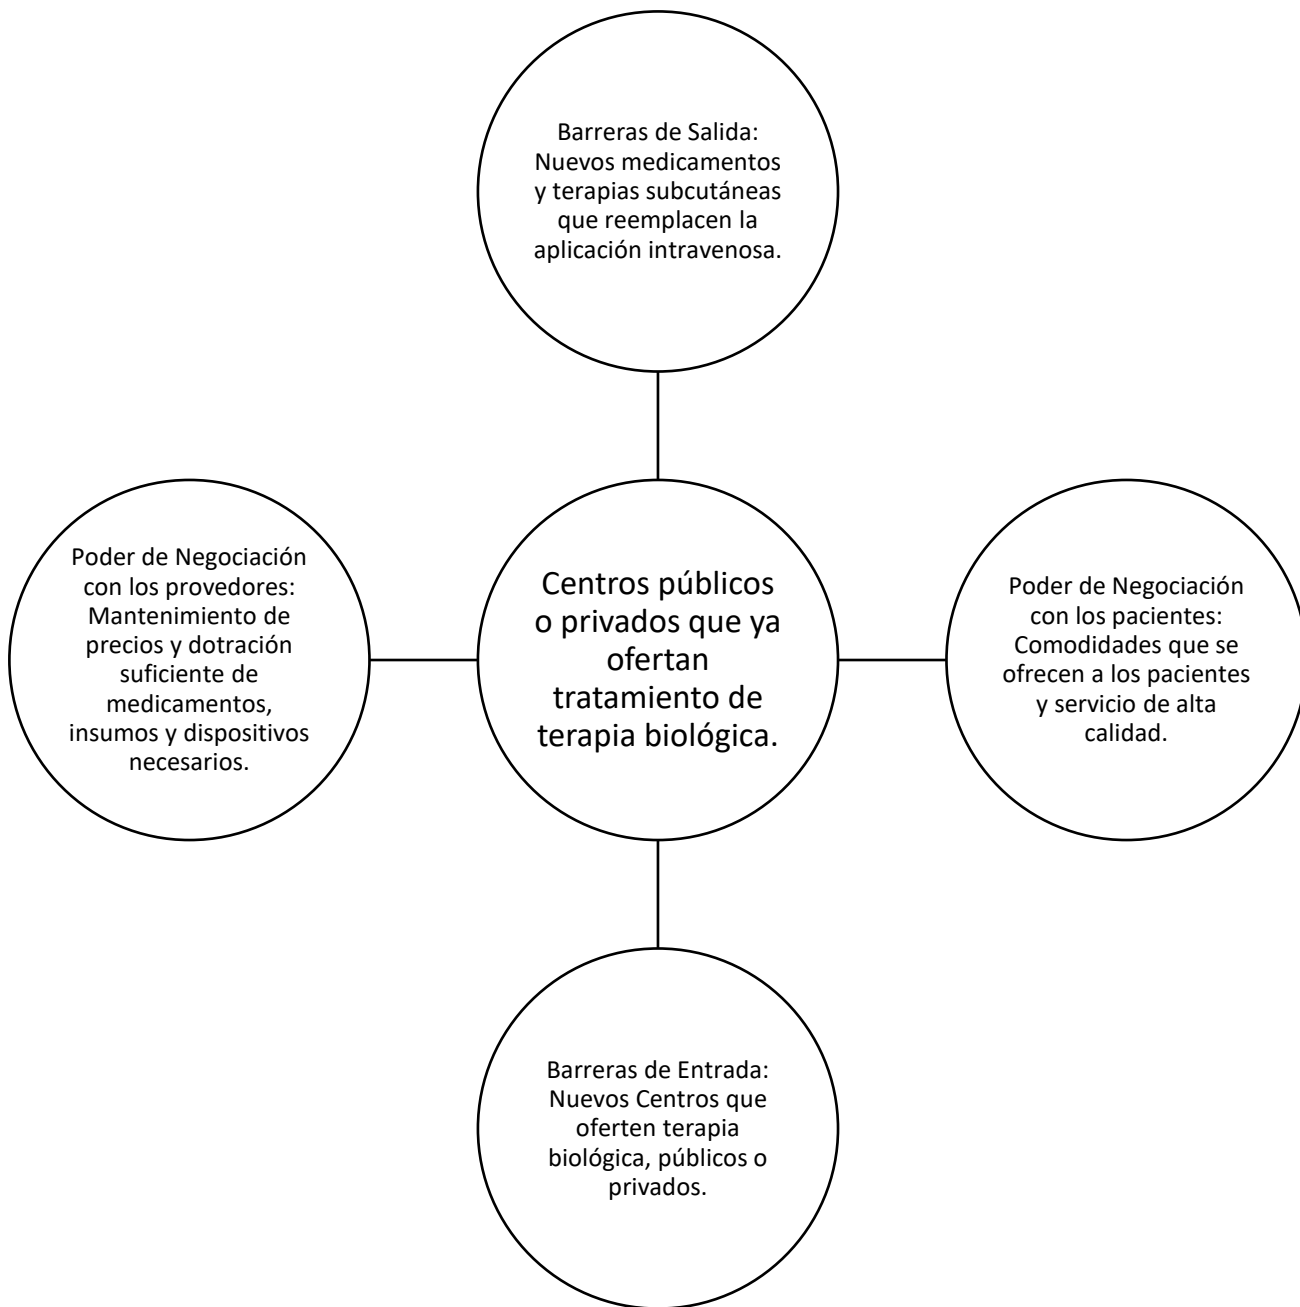 Barreras de Salida:
Nuevos medicamentos
y terapias subcutáneas
que reemplacen la
aplicación intravenosa.
Poder de Negociación
con los provedores:
Mantenimiento de
precios y dotración
suficiente de
medicamentos,
insumos y dispositivos
necesarios.
Centros públicos
o privados que ya
ofertan
tratamiento de
terapia biológica.
Poder de Negociación
con los pacientes:
Comodidades que se
ofrecen a los pacientes
y servicio de alta
calidad.
Barreras de Entrada:
Nuevos Centros que
oferten terapia
biológica, públicos o
privados.